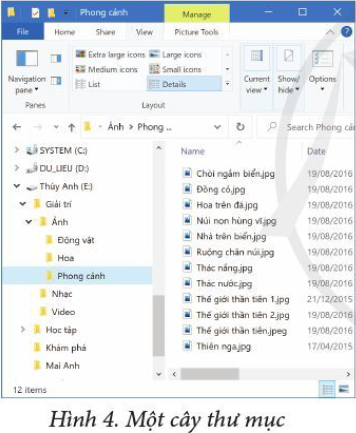 Phong cảnh
Manage
File Home Share View Picture Tools
Navigation pane
Extra large icons Large icons
Medium icons Small icons
List Details
Current view
Show/ hide
Options
Panes Layout
Ảnh Phong ..
Search Phong cả
SYSTEM (C:)
DU_LIEU (D:)
Thúy Anh (E:)
Giải trí
Ảnh
Động vật
Hoa
Phong cảnh
Nhạc
Video
Học tập
Khám phá
Mai Anh
Name Date
Chòi ngắm biển.jpg 19/08/2016
Đồng cỏ.jpg 19/08/2016
Hoa trên đá.jpg 19/08/2016
Núi non hùng vĩ.jpg 19/08/2016
Nhà trên biển.jpg 19/08/2016
Ruộng chân núi.jpg 19/08/2016
Thác nắng.jpg 19/08/2016
Thác nước.jpg 19/08/2016
Thế giới thần tiên 1.jpg 21/12/2015
Thế giới thần tiên 2.jpg 19/08/2016
Thế giới thần tiên.jpeg 19/08/2016
Thiên nga.jpg 17/04/2015
12 items
Hình 4. Một cây thư mục